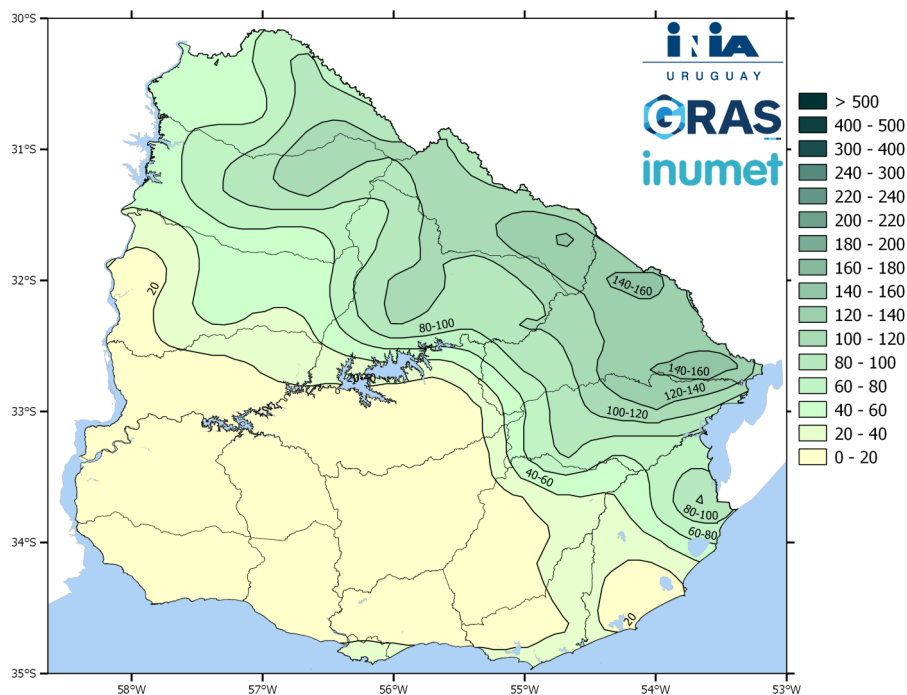 30°S
31°S
32°S
33°S
34°S
35°S
58°W
57°W
56°W
55°W
54°W
53°W
iNiA
URUGUAY
GRAS
inumet
> 500
400 - 500
300 - 400
240 - 300
220 - 240
200 - 220
180 - 200
160 - 180
140 - 160
120 - 140
100 - 120
80 - 100
60 - 80
40 - 60
20 - 40
0 - 20
20
140-160
80-100
140-160
120-140
100-120
40-60
80-100
60-80
20